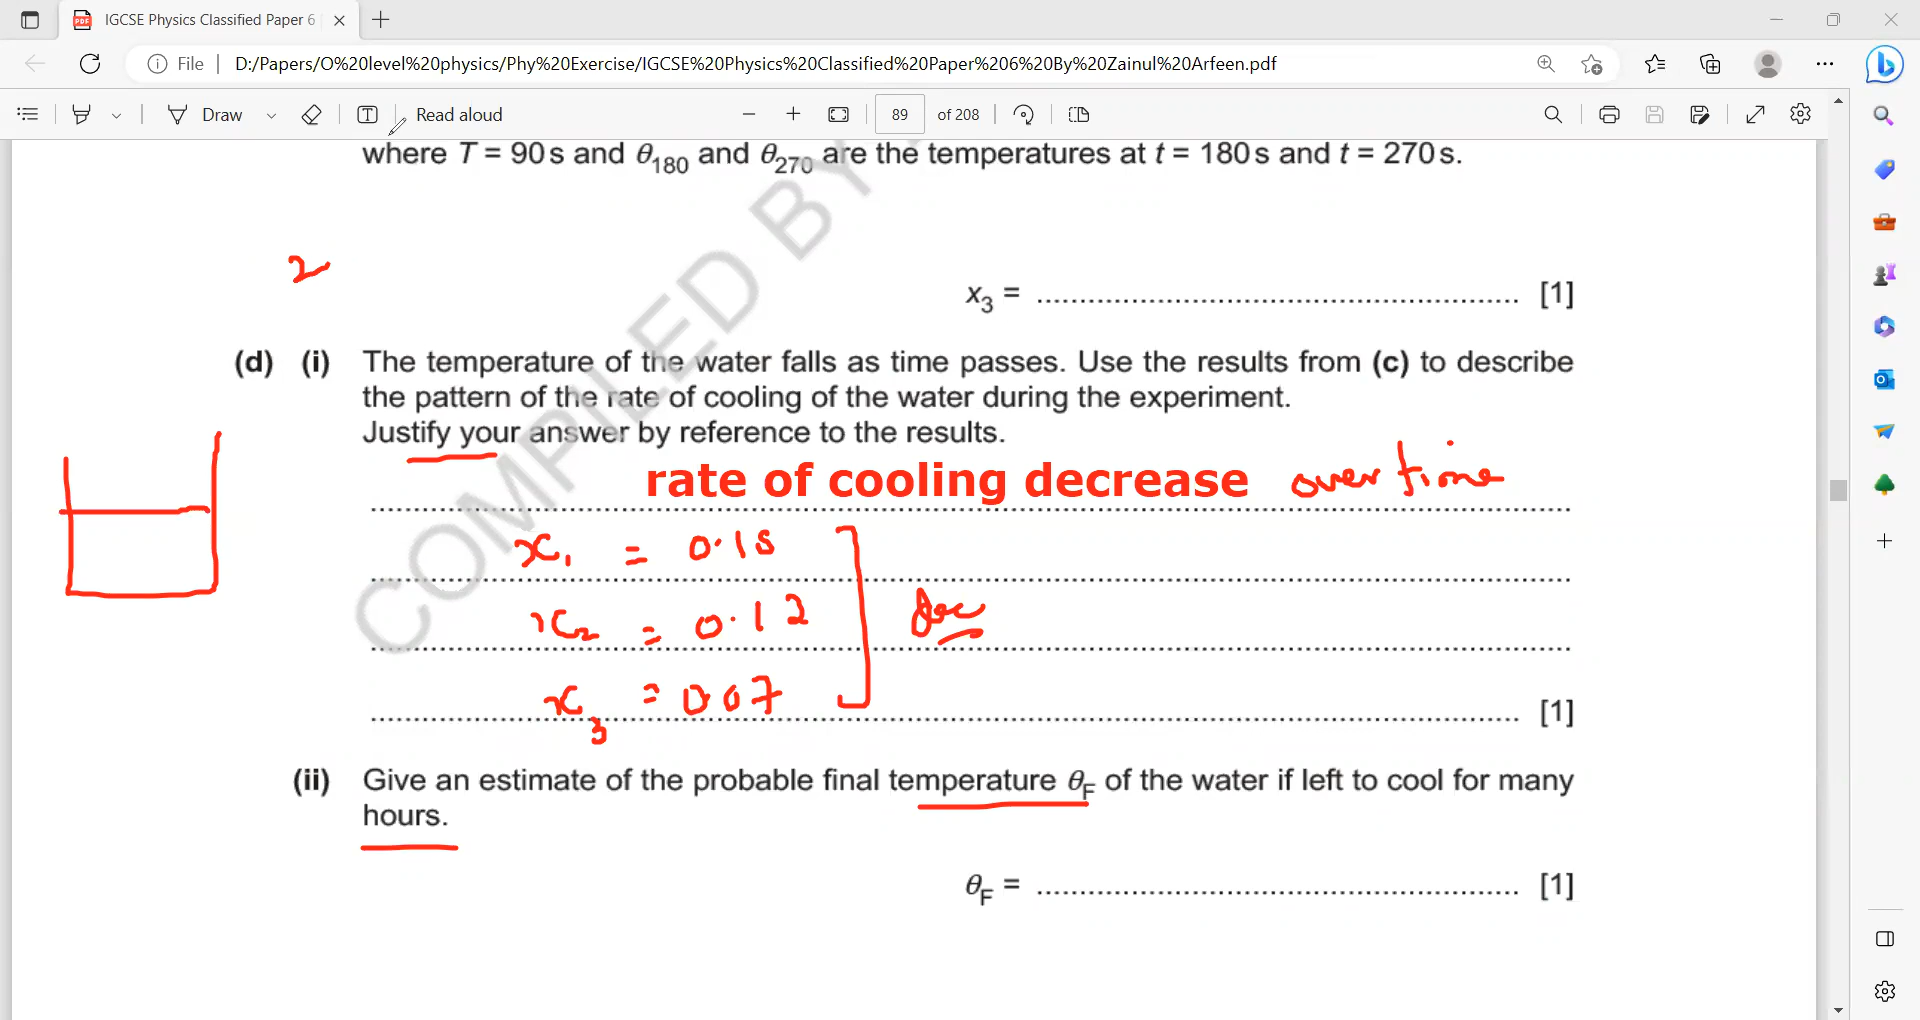 IGCSE Physics Classified Paper 6
File
D:/Papers/O%20level%20physics/Phy%20Exercise/IGCSE%20Physics%20Classified%20Paper%206%20By%20Zainul%20Arfeen.pdf
Draw
T
Read aloud
89 of 208
where T = 90 s and θ180 and θ270 are the temperatures at t = 180 s and t = 270 s.
2
x3 = ........................................................ [1]
(d) (i) The temperature of the water falls as time passes. Use the results from (c) to describe
the pattern of the rate of cooling of the water during the experiment.
Justify your answer by reference to the results.
rate of cooling decrease over time
x1 = 0.18
x2 = 0.12
dec
x3 = 0.07
[1]
(ii) Give an estimate of the probable final temperature θF of the water if left to cool for many
hours.
θF = ........................................................ [1]
COMPILED BY